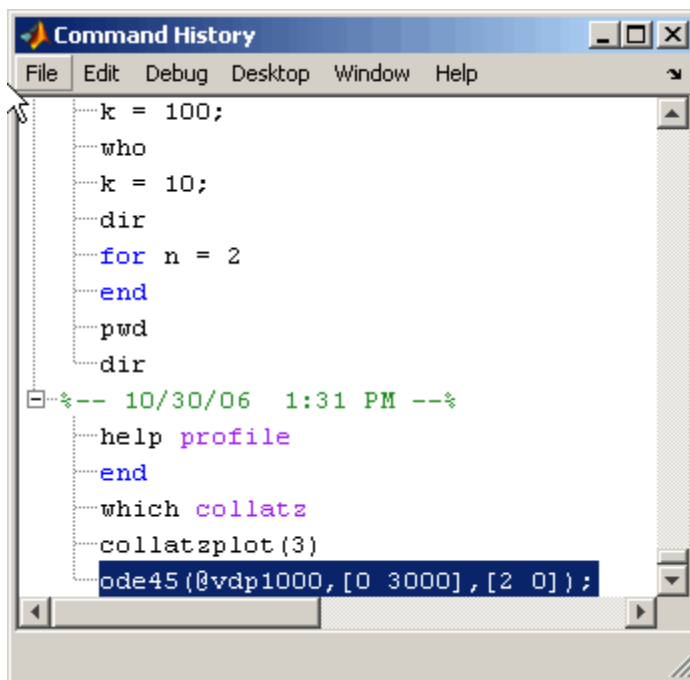 Command History
File Edit Debug Desktop Window Help
k = 100;
who
k = 10;
dir
for n = 2
end
pwd
dir
%-- 10/30/06  1:31 PM --%
help profile
end
which collatz
collatzplot(3)
ode45(@vdp1000,[0 3000],[2 0]);